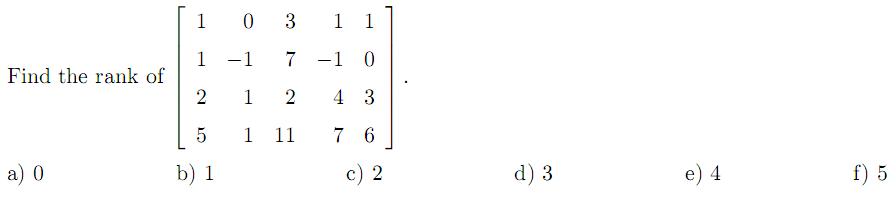 Find the rank of
[ 1 0 3 1 1
1 −1 7 −1 0
2 1 2 4 3
5 1 11 7 6 ] .
a) 0 b) 1 c) 2 d) 3 e) 4 f) 5